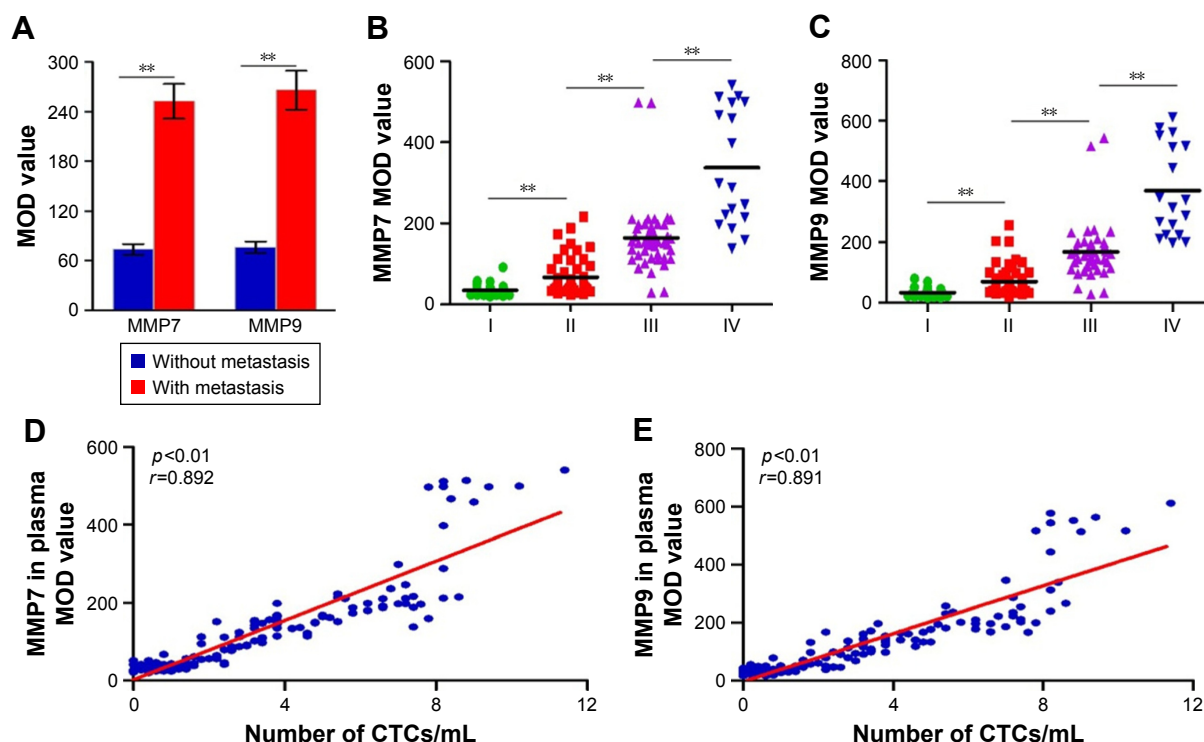 A
MOD value
300
240
180
120
60
0
**
**
MMP7
MMP9
Without metastasis
With metastasis
B
MMP7 MOD value
600
400
200
0
**
**
**
I
II
III
IV
C
MMP9 MOD value
800
600
400
200
0
**
**
**
I
II
III
IV
D
MMP7 in plasma
MOD value
600
400
200
0
p<0.01
r=0.892
0
4
8
12
Number of CTCs/mL
E
MMP9 in plasma
MOD value
800
600
400
200
0
p<0.01
r=0.891
0
4
8
12
Number of CTCs/mL